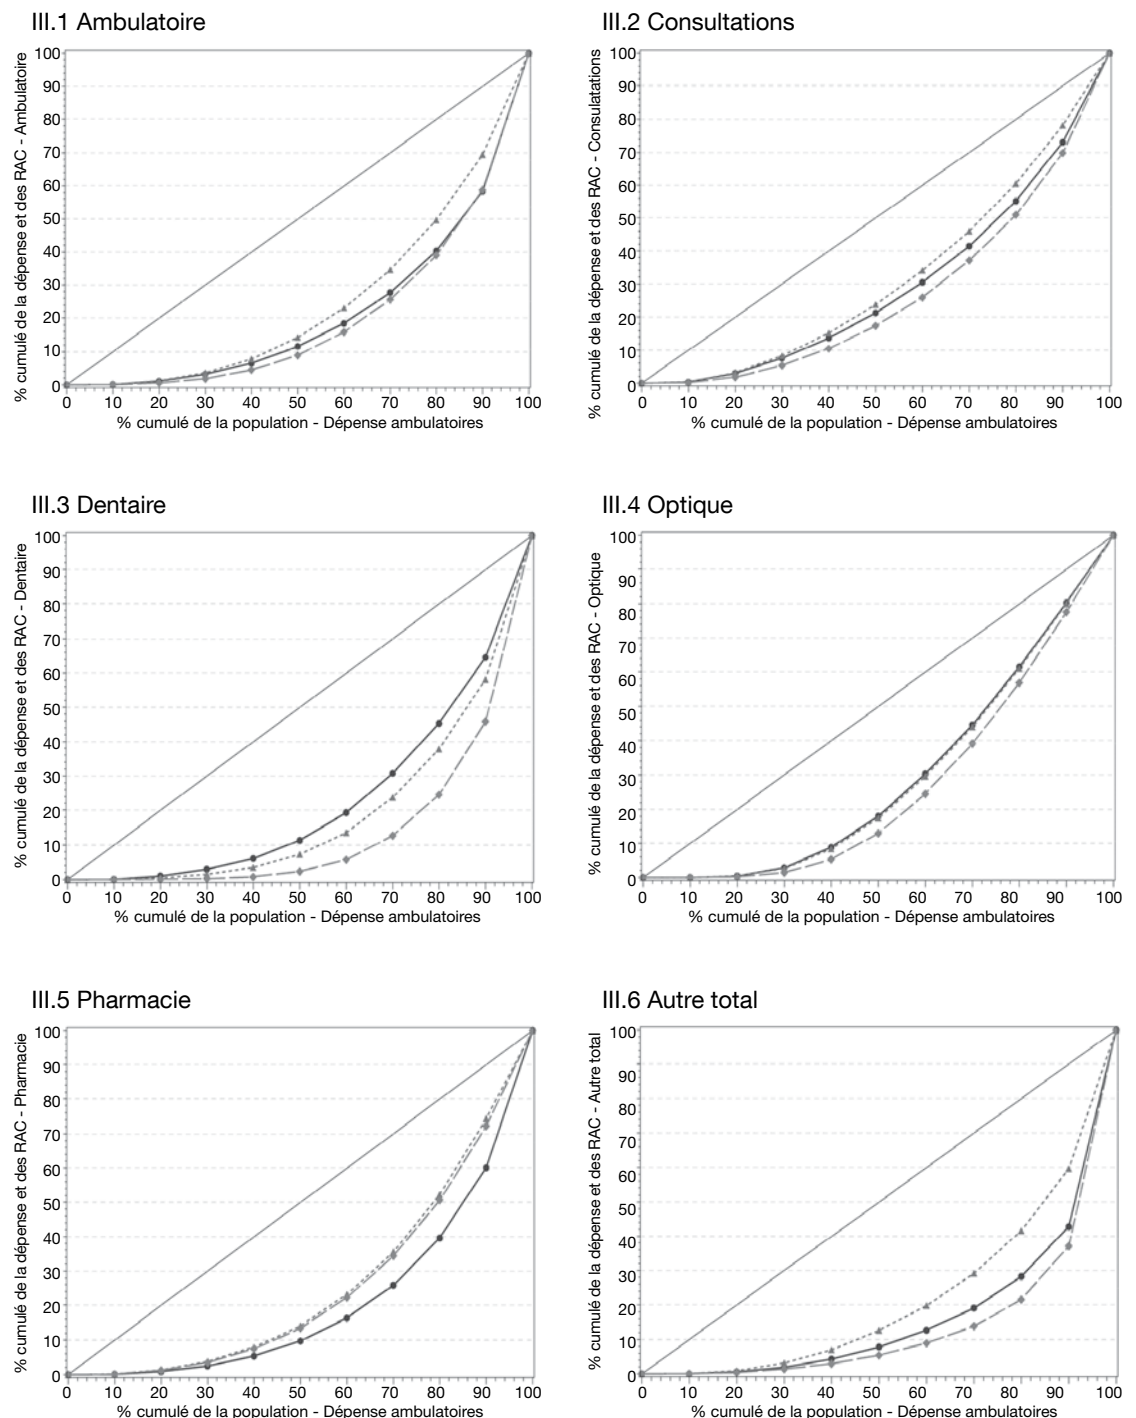 III.1 Ambulatoire
% cumulé de la dépense et des RAC - Ambulatoire
100
90
80
70
60
50
40
30
20
10
0
0 10 20 30 40 50 60 70 80 90 100
% cumulé de la population - Dépense ambulatoires
III.2 Consultations
% cumulé de la dépense et des RAC - Consulatations
100
90
80
70
60
50
40
30
20
10
0
0 10 20 30 40 50 60 70 80 90 100
% cumulé de la population - Dépense ambulatoires
III.3 Dentaire
% cumulé de la dépense et des RAC - Dentaire
100
90
80
70
60
50
40
30
20
10
0
0 10 20 30 40 50 60 70 80 90 100
% cumulé de la population - Dépense ambulatoires
III.4 Optique
% cumulé de la dépense et des RAC - Optique
100
90
80
70
60
50
40
30
20
10
0
0 10 20 30 40 50 60 70 80 90 100
% cumulé de la population - Dépense ambulatoires
III.5 Pharmacie
% cumulé de la dépense et des RAC - Pharmacie
100
90
80
70
60
50
40
30
20
10
0
0 10 20 30 40 50 60 70 80 90 100
% cumulé de la population - Dépense ambulatoires
III.6 Autre total
% cumulé de la dépense et des RAC - Autre total
100
90
80
70
60
50
40
30
20
10
0
0 10 20 30 40 50 60 70 80 90 100
% cumulé de la population - Dépense ambulatoires